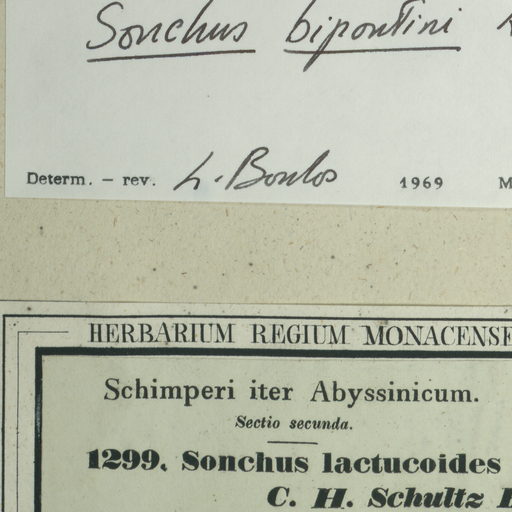 Sonchus bipontini
Determ. – rev. L. Boulos 1969 M
HERBARIUM REGIUM MONACENSE
Schimperi iter Abyssinicum.
Sectio secunda.
1299. Sonchus lactucoides
C. H. Schultz